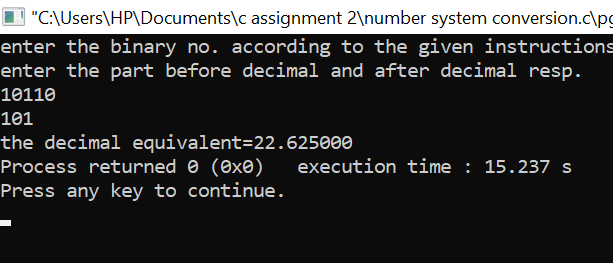 "C:\Users\HP\Documents\c assignment 2\number system conversion.c\pg
enter the binary no. according to the given instructions
enter the part before decimal and after decimal resp.
10110
101
the decimal equivalent=22.625000
Process returned 0 (0x0)   execution time : 15.237 s
Press any key to continue.